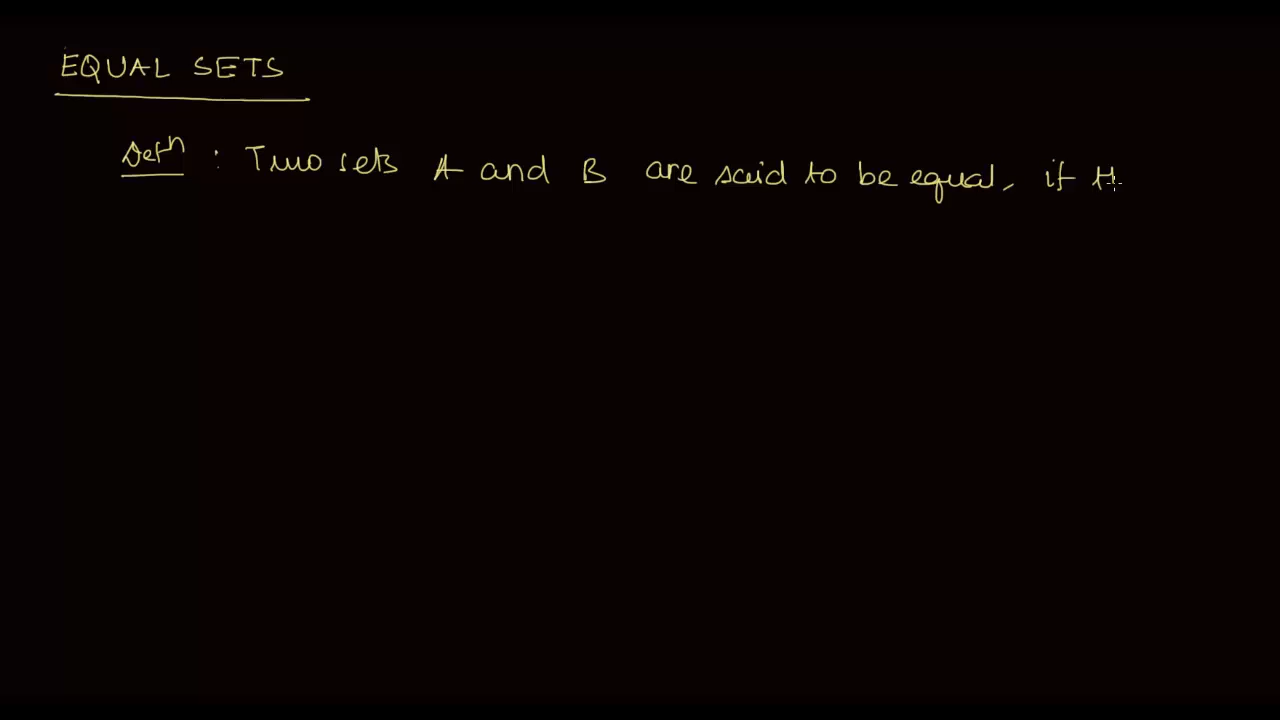 EQUAL SETS
Defn : Two sets A and B are said to be equal, if